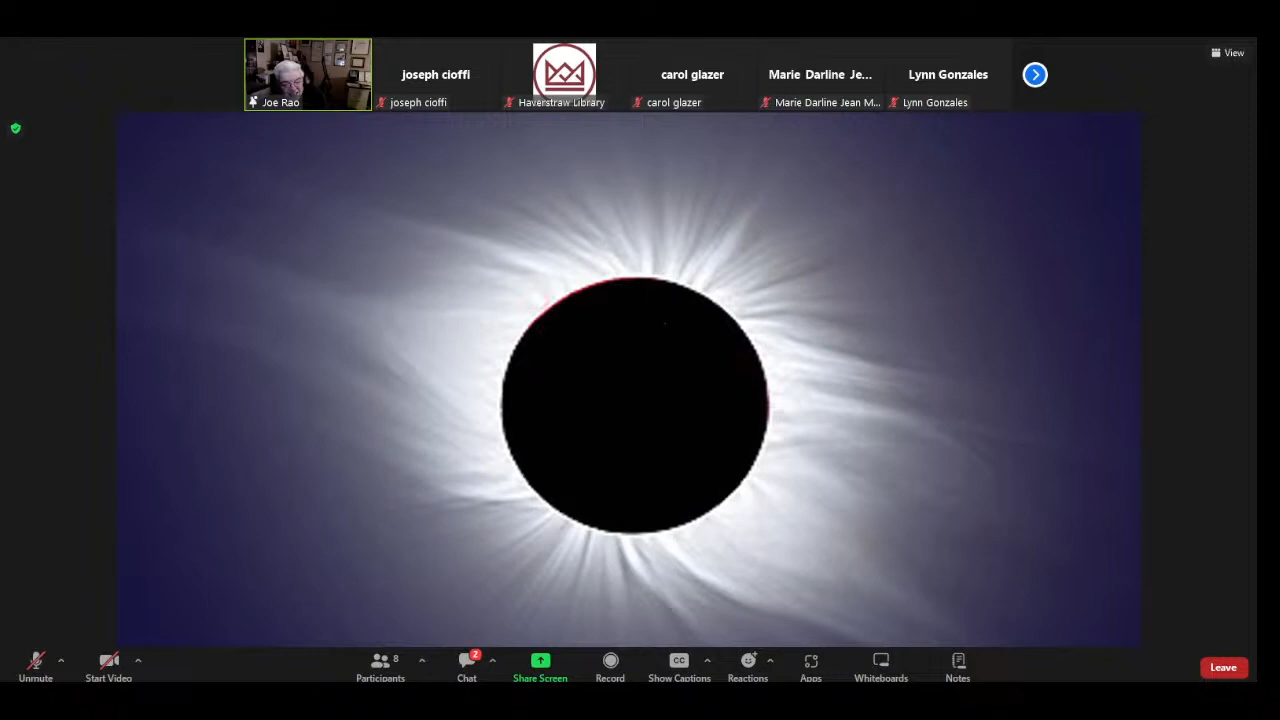 View
joseph cioffi
carol glazer
Marie Darline Je...
Lynn Gonzales
Joe Rao
joseph cioffi
Haverstraw Library
carol glazer
Marie Darline Jean M...
Lynn Gonzales
8
2
CC
Unmute
Start Video
Participants
Chat
Share Screen
Record
Show Captions
Reactions
Apps
Whiteboards
Notes
Leave